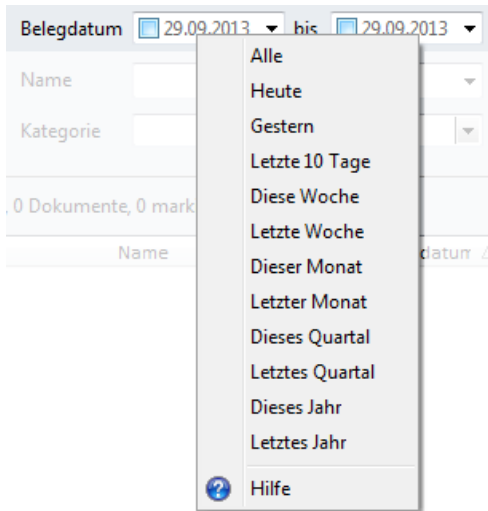 Belegdatum 29.09.2013 bis 29.09.2013
Alle
Name
Heute
Kategorie
Gestern
Letzte 10 Tage
Diese Woche
, 0 Dokumente, 0 mark
Letzte Woche
Name
datum
Dieser Monat
Letzter Monat
Dieses Quartal
Letztes Quartal
Dieses Jahr
Letztes Jahr
Hilfe